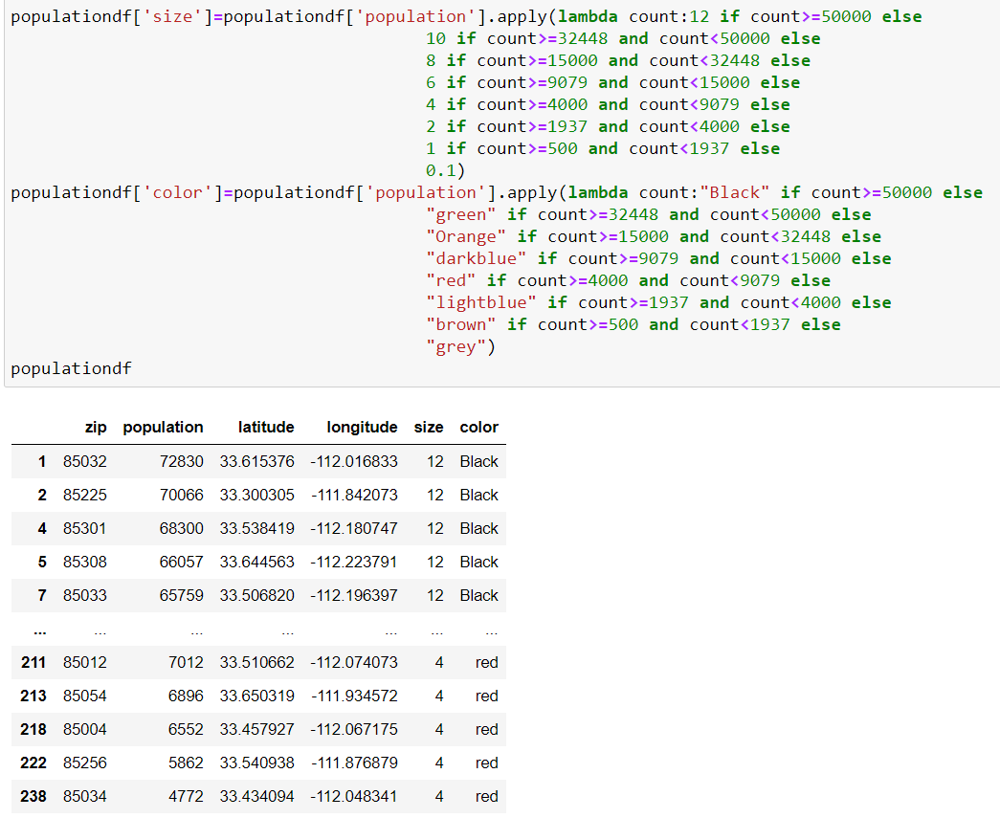 populationdf['size']=populationdf['population'].apply(lambda count:12 if count>=50000 else
10 if count>=32448 and count<50000 else
8 if count>=15000 and count<32448 else
6 if count>=9079 and count<15000 else
4 if count>=4000 and count<9079 else
2 if count>=1937 and count<4000 else
1 if count>=500 and count<1937 else
0.1)
populationdf['color']=populationdf['population'].apply(lambda count:"Black" if count>=50000 else
"green" if count>=32448 and count<50000 else
"Orange" if count>=15000 and count<32448 else
"darkblue" if count>=9079 and count<15000 else
"red" if count>=4000 and count<9079 else
"lightblue" if count>=1937 and count<4000 else
"brown" if count>=500 and count<1937 else
"grey")
populationdf
zip population latitude longitude size color
1 85032 72830 33.615376 -112.016833 12 Black
2 85225 70066 33.300305 -111.842073 12 Black
4 85301 68300 33.538419 -112.180747 12 Black
5 85308 66057 33.644563 -112.223791 12 Black
7 85033 65759 33.506820 -112.196397 12 Black
... ... ... ... ... ... ...
211 85012 7012 33.510662 -112.074073 4 red
213 85054 6896 33.650319 -111.934572 4 red
218 85004 6552 33.457927 -112.067175 4 red
222 85256 5862 33.540938 -111.876879 4 red
238 85034 4772 33.434094 -112.048341 4 red